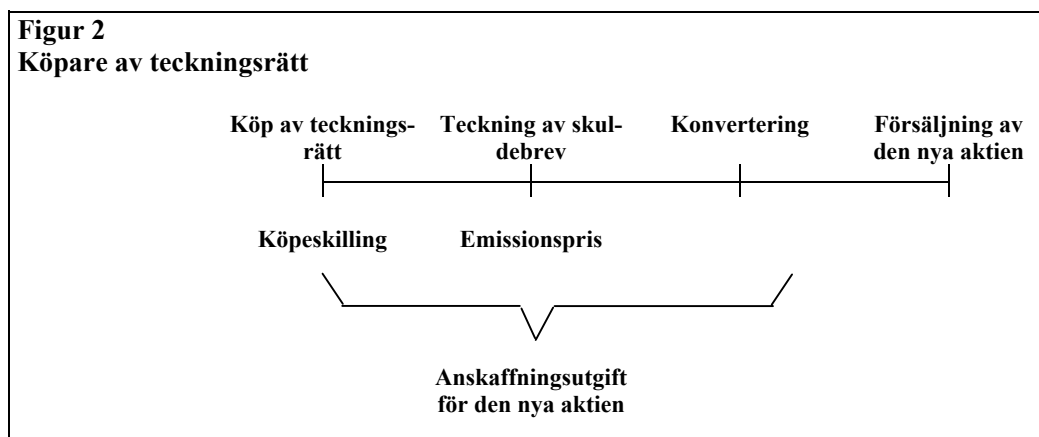 Figur 2
Köpare av teckningsrätt
Köp av tecknings-
rätt
Teckning av skul-
debrev
Konvertering
Försäljning av
den nya aktien
Köpeskilling
Emissionspris
Anskaffningsutgift
för den nya aktien